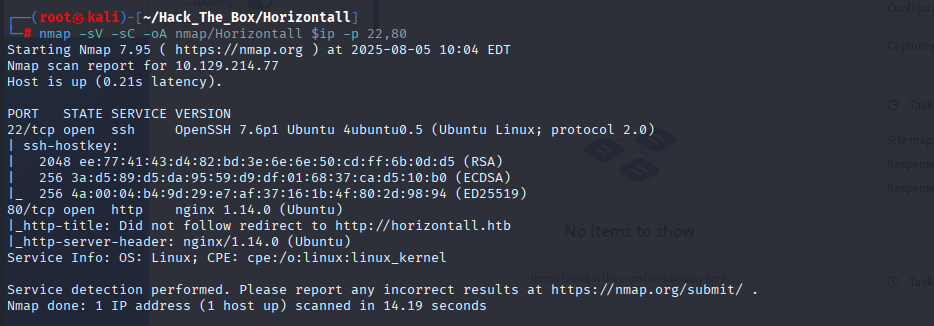 ┌──(root㉿kali)-[~/Hack_The_Box/Horizontall]
└─# nmap -sV -sC -oA nmap/Horizontall $ip -p 22,80
Starting Nmap 7.95 ( https://nmap.org ) at 2025-08-05 10:04 EDT
Nmap scan report for 10.129.214.77
Host is up (0.21s latency).

PORT   STATE SERVICE VERSION
22/tcp open  ssh     OpenSSH 7.6p1 Ubuntu 4ubuntu0.5 (Ubuntu Linux; protocol 2.0)
| ssh-hostkey:
|   2048 ee:77:41:43:d4:82:bd:3e:6e:6e:50:cd:ff:6b:0d:d5 (RSA)
|   256 3a:d5:89:d5:da:95:59:d9:df:01:68:37:ca:d5:10:b0 (ECDSA)
|_  256 4a:00:04:b4:9d:29:e7:af:37:16:1b:4f:80:2d:98:94 (ED25519)
80/tcp open  http    nginx 1.14.0 (Ubuntu)
|_http-title: Did not follow redirect to http://horizontall.htb
|_http-server-header: nginx/1.14.0 (Ubuntu)
Service Info: OS: Linux; CPE: cpe:/o:linux:linux_kernel

Service detection performed. Please report any incorrect results at https://nmap.org/submit/ .
Nmap done: 1 IP address (1 host up) scanned in 14.19 seconds
Capturing
Capturin
Task
Site map
Response
Response
No items to show
Items found in the crawl will display here
Task